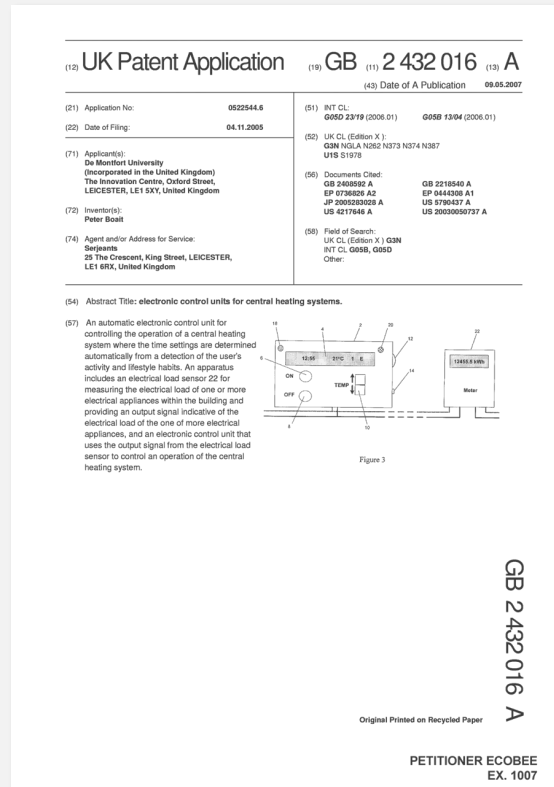 (12) UK Patent Application (19) GB (11) 2 432 016 (13) A
(43) Date of A Publication 09.05.2007
(21) Application No: 0522544.6
(22) Date of Filing: 04.11.2005
(71) Applicant(s):
De Montfort University
(Incorporated in the United Kingdom)
The Innovation Centre, Oxford Street,
LEICESTER, LE1 5XY, United Kingdom
(72) Inventor(s):
Peter Boait
(74) Agent and/or Address for Service:
Serjeants
25 The Crescent, King Street, LEICESTER,
LE1 6RX, United Kingdom
(51) INT CL:
G05D 23/19 (2006.01) G05B 13/04 (2006.01)
(52) UK CL (Edition X ):
G3N NGLA N262 N373 N374 N387
U1S S1978
(56) Documents Cited:
GB 2408592 A GB 2218540 A
EP 0736826 A2 EP 0444308 A1
JP 2005283028 A US 5790437 A
US 4217646 A US 20030050737 A
(58) Field of Search:
UK CL (Edition X ) G3N
INT CL G05B, G05D
Other:
(54) Abstract Title: electronic control units for central heating systems.
(57) An automatic electronic control unit for
controlling the operation of a central heating
system where the time settings are determined
automatically from a detection of the user's
activity and lifestyle habits. An apparatus
includes an electrical load sensor 22 for
measuring the electrical load of one or more
electrical appliances within the building and
providing an output signal indicative of the
electrical load of the one of more electrical
appliances, and an electronic control unit that
uses the output signal from the electrical load
sensor to control an operation of the central
heating system.
4 2 20
12
22
6
14
8
10
ON
OFF
TEMP
Meter
Figure 3
GB 2 432 016 A
Original Printed on Recycled Paper
PETITIONER ECOBEE
EX. 1007